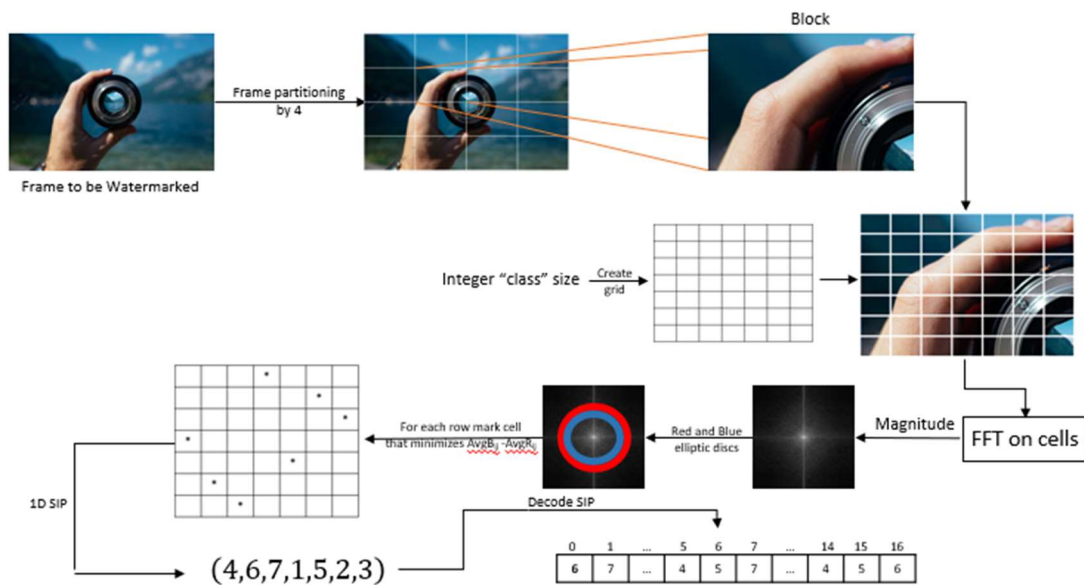 Block
Frame partitioning
by 4
Frame to be Watermarked
Integer “class” size
Create
grid
FFT on cells
Magnitude
Red and Blue
elliptic discs
For each row mark cell
that minimizes AvgBij -AvgRij
*
*
*
*
*
*
*
1D SIP
(4,6,7,1,5,2,3)
Decode SIP
0 1 ... 5 6 7 ... 14 15 16
6 7 ... 4 5 7 ... 4 5 6